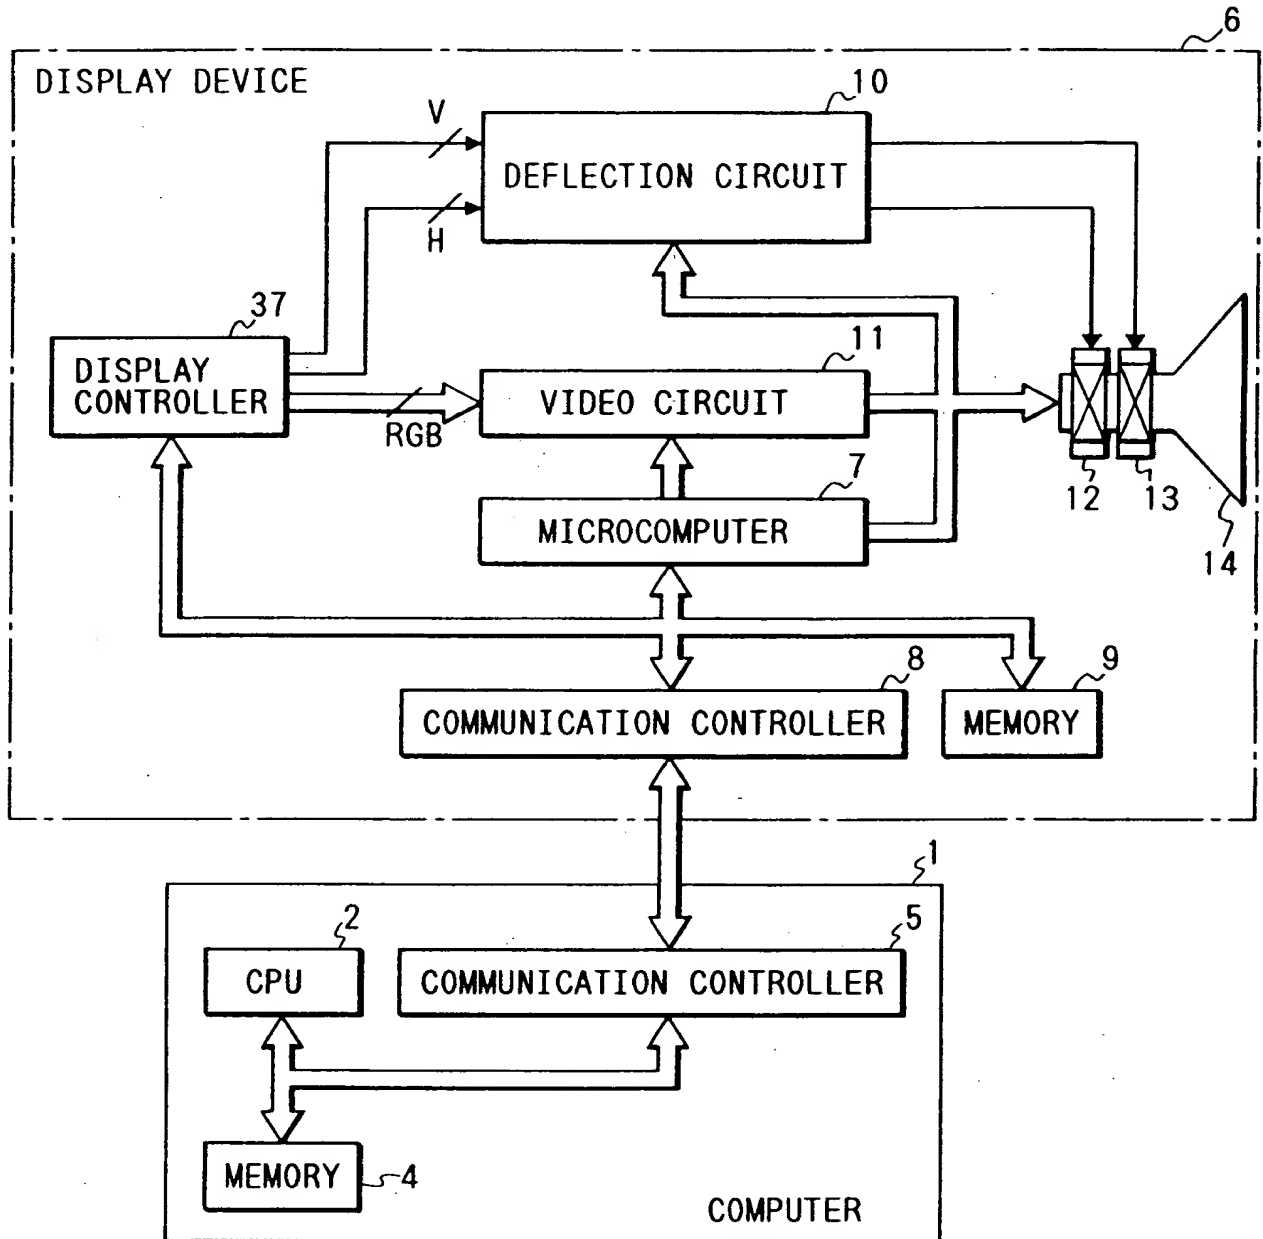 6
DISPLAY DEVICE
10
V
DEFLECTION CIRCUIT
H
37
DISPLAY
CONTROLLER
RGB
11
VIDEO CIRCUIT
7
MICROCOMPUTER
12
13
14
8
COMMUNICATION CONTROLLER
9
MEMORY
1
2
CPU
5
COMMUNICATION CONTROLLER
MEMORY
4
COMPUTER